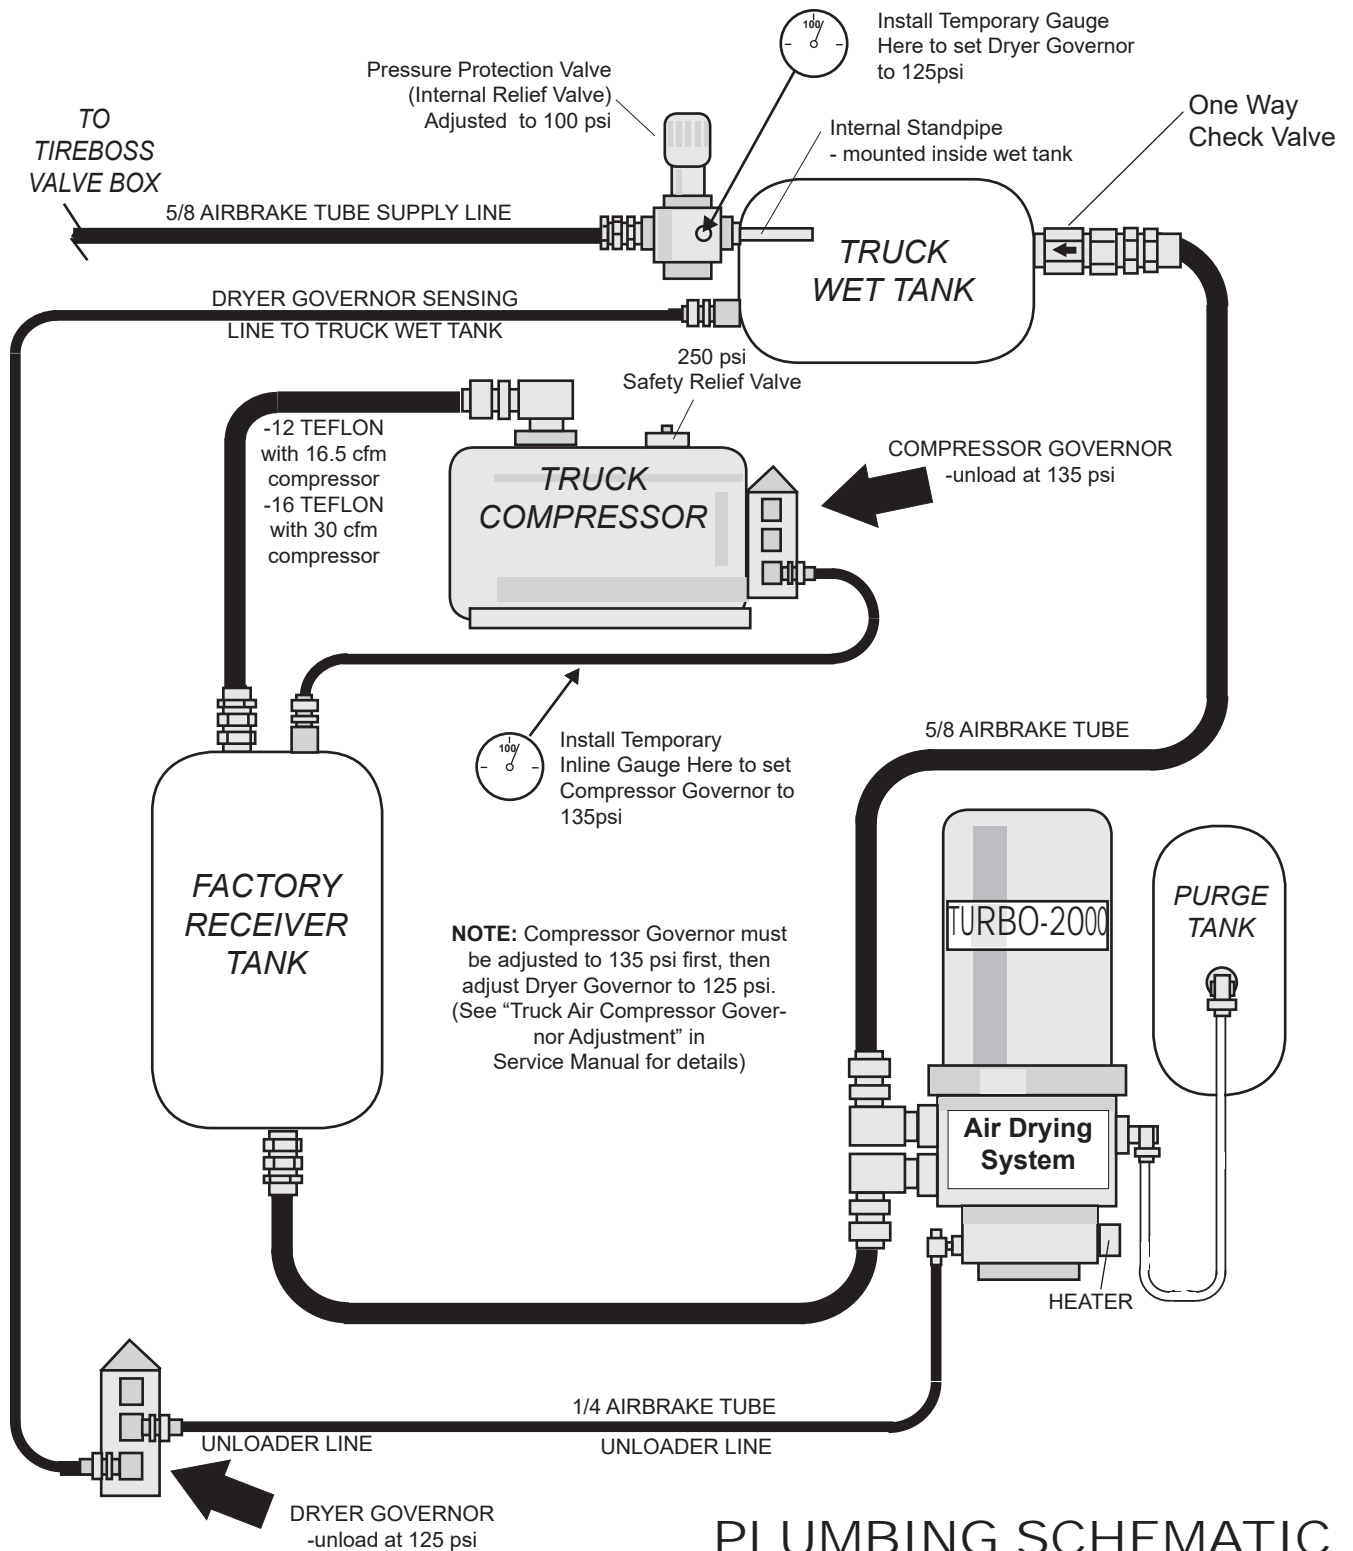 Install Temporary Gauge
Here to set Dryer Governor
to 125psi
100
Pressure Protection Valve
(Internal Relief Valve)
Adjusted to 100 psi
One Way
Check Valve
TO
TIREBOSS
VALVE BOX
Internal Standpipe
- mounted inside wet tank
5/8 AIRBRAKE TUBE SUPPLY LINE
TRUCK
WET TANK
DRYER GOVERNOR SENSING
LINE TO TRUCK WET TANK
250 psi
Safety Relief Valve
-12 TEFLON
with 16.5 cfm
compressor
-16 TEFLON
with 30 cfm
compressor
TRUCK
COMPRESSOR
COMPRESSOR GOVERNOR
-unload at 135 psi
5/8 AIRBRAKE TUBE
100
Install Temporary
Inline Gauge Here to set
Compressor Governor to
135psi
FACTORY
RECEIVER
TANK
NOTE: Compressor Governor must
be adjusted to 135 psi first, then
adjust Dryer Governor to 125 psi.
(See “Truck Air Compressor Gover-
nor Adjustment” in
Service Manual for details)
TURBO-2000
PURGE
TANK
Air Drying
System
HEATER
1/4 AIRBRAKE TUBE
UNLOADER LINE
UNLOADER LINE
DRYER GOVERNOR
-unload at 125 psi
PLUMBING SCHEMATIC